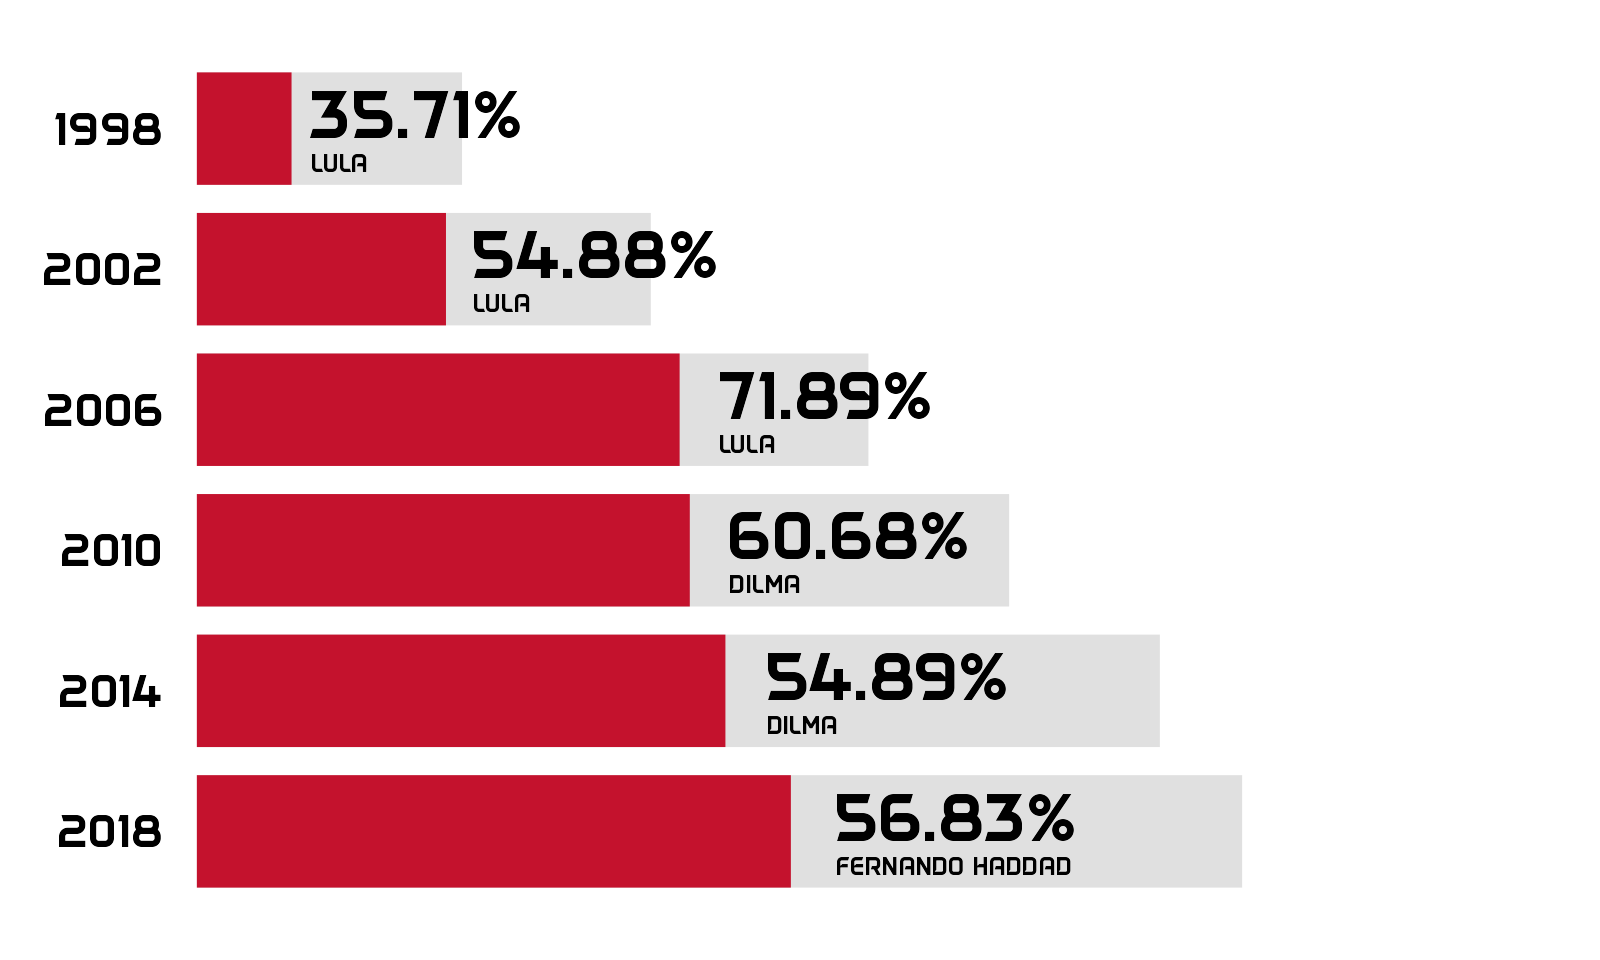 1998
35.71%
LULA
2002
54.88%
LULA
2006
71.89%
LULA
2010
60.68%
DILMA
2014
54.89%
DILMA
2018
56.83%
FERNANDO HADDAD